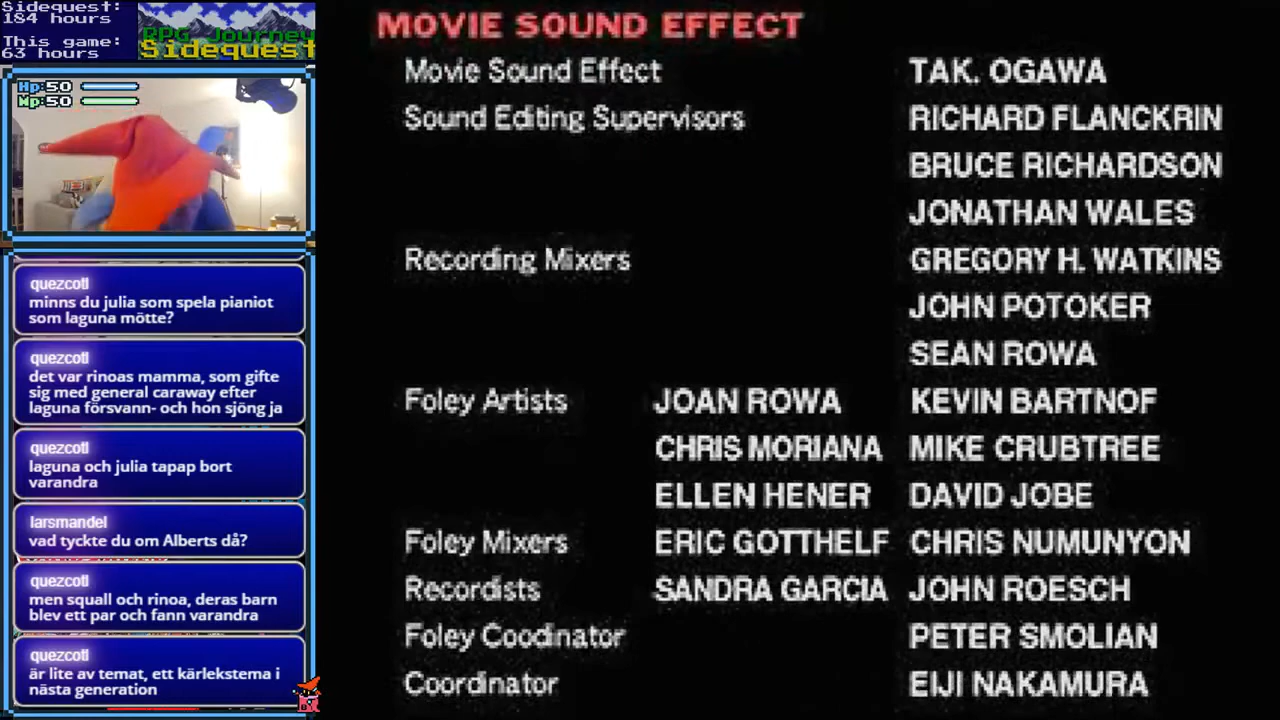 Sidequest:
184 hours
This game:
63 hours
RPG Journey
Sidequest
Hp:50
Mp:50
quezcotl
minns du julia som spela pianiot
som laguna mötte?
quezcotl
det var rinoas mamma, som gifte
sig med general caraway efter
laguna försvann- och hon sjöng ja
quezcotl
laguna och julia tapap bort
varandra
larsmandel
vad tyckte du om Alberts då?
quezcotl
men squall och rinoa, deras barn
blev ett par och fann varandra
quezcotl
är lite av temat, ett kärlekstema i
nästa generation
MOVIE SOUND EFFECT
Movie Sound Effect TAK. OGAWA
Sound Editing Supervisors RICHARD FLANCKRIN
BRUCE RICHARDSON
JONATHAN WALES
Recording Mixers GREGORY H. WATKINS
JOHN POTOKER
SEAN ROWA
Foley Artists JOAN ROWA KEVIN BARTNOF
CHRIS MORIANA MIKE CRUBTREE
ELLEN HENER DAVID JOBE
Foley Mixers ERIC GOTTHELF CHRIS NUMUNYON
Recordists SANDRA GARCIA JOHN ROESCH
Foley Coodinator PETER SMOLIAN
Coordinator EIJI NAKAMURA